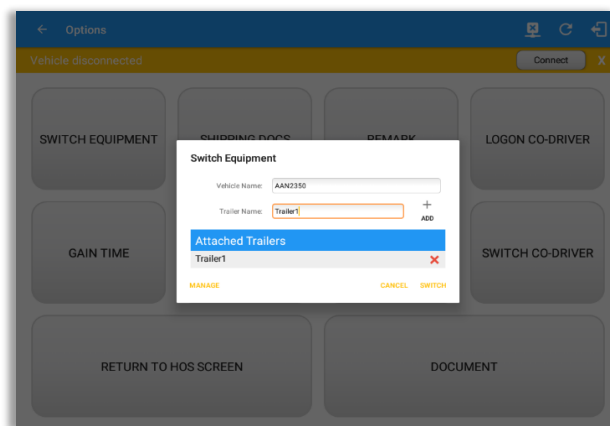 Options
Vehicle disconnected
Connect
X
SWITCH EQUIPMENT
SHIPPING DOCS
REMARK
LOGON CO-DRIVER
Switch Equipment
Vehicle Name: AAN2350
Trailer Name: Trailer1
ADD
Attached Trailers
Trailer1
MANAGE
CANCEL
SWITCH
GAIN TIME
SWITCH CO-DRIVER
RETURN TO HOS SCREEN
DOCUMENT